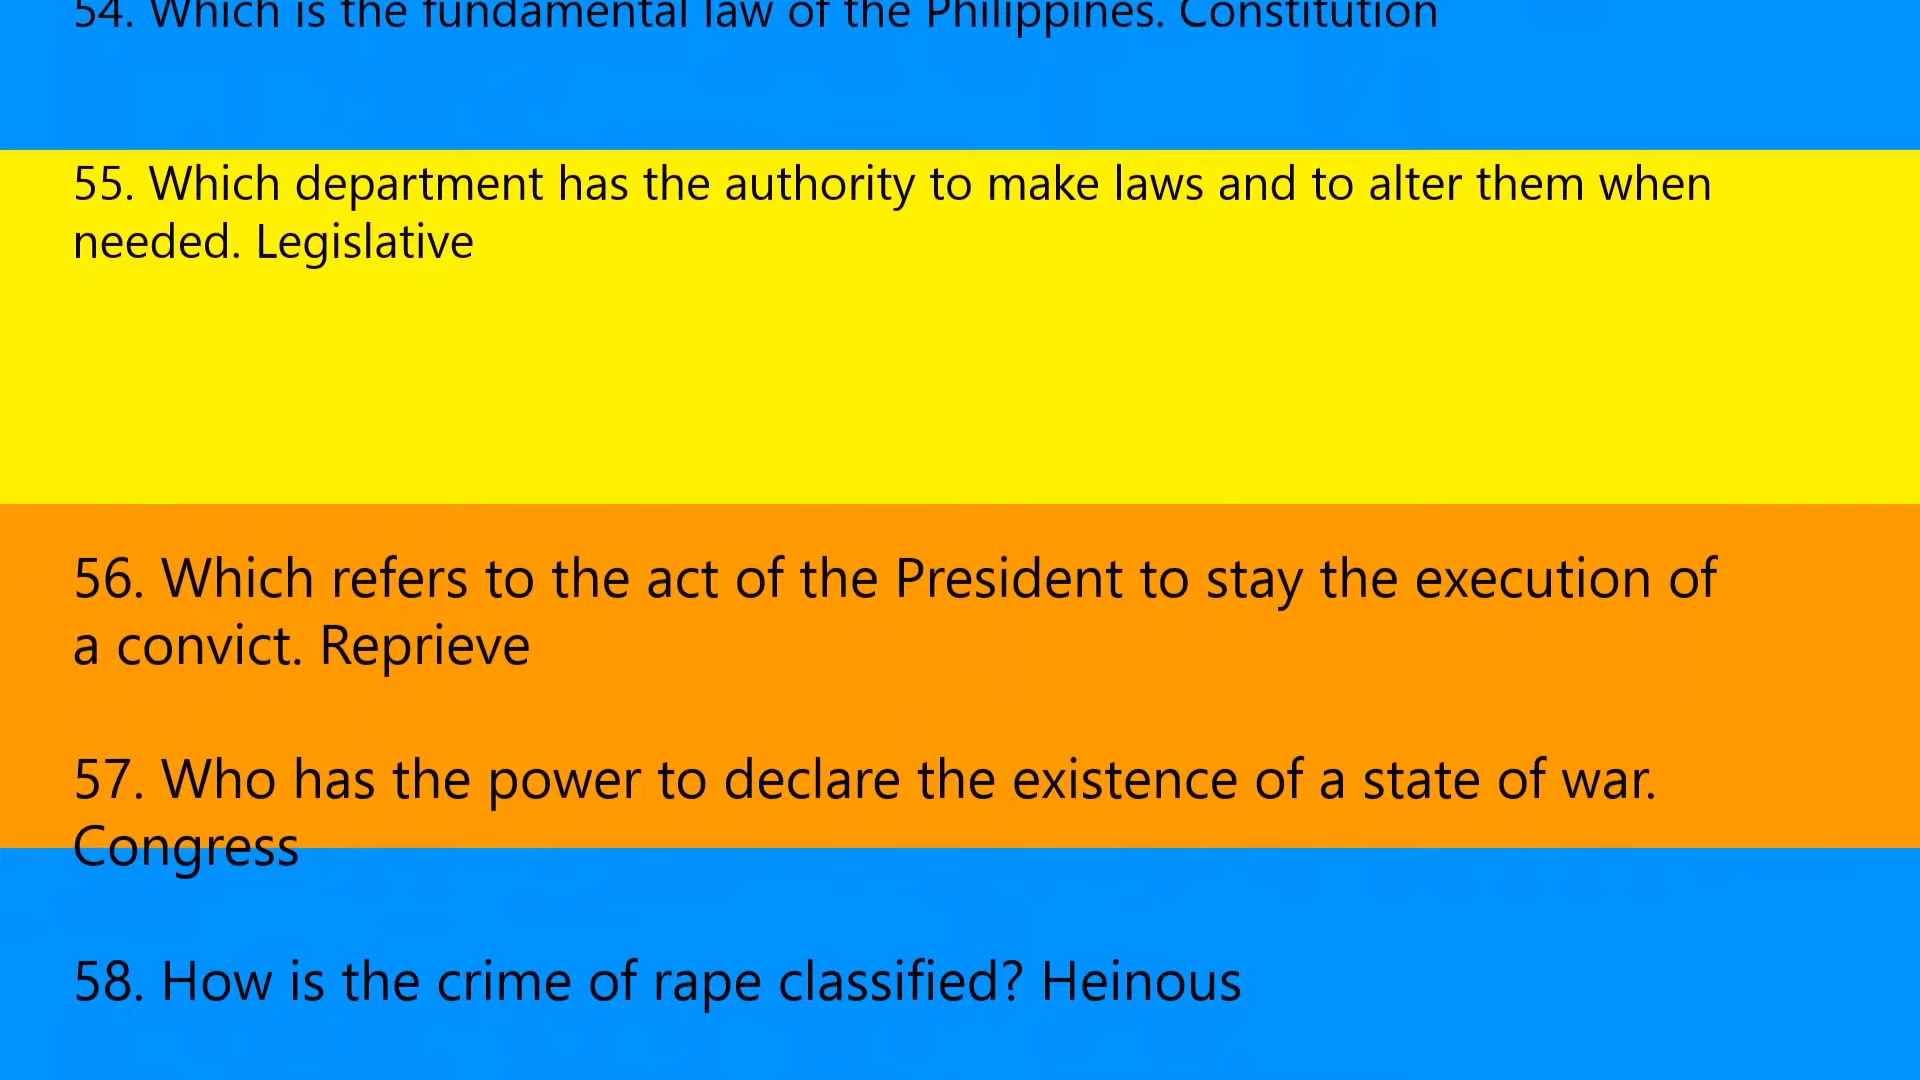 54. Which is the fundamental law of the Philippines. Constitution
55. Which department has the authority to make laws and to alter them when
needed. Legislative
56. Which refers to the act of the President to stay the execution of
a convict. Reprieve
57. Who has the power to declare the existence of a state of war.
Congress
58. How is the crime of rape classified? Heinous